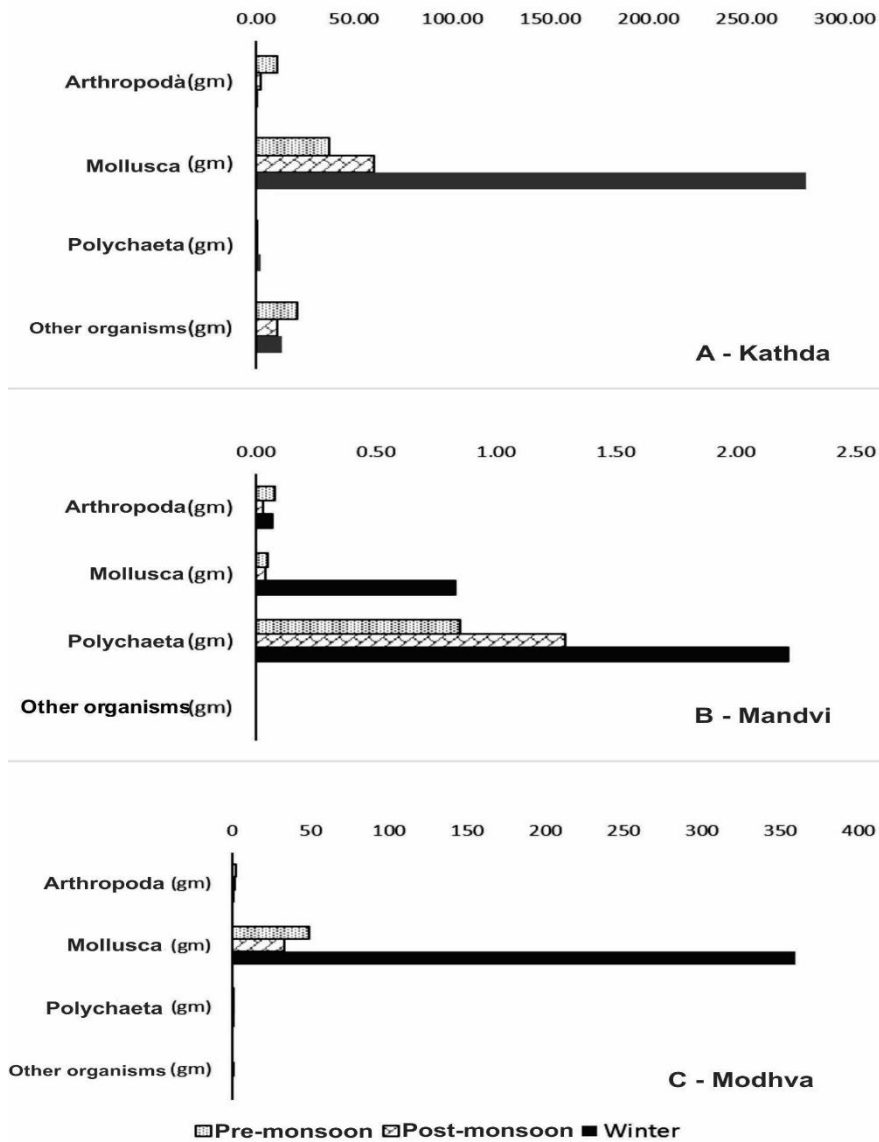 0.00 50.00 100.00 150.00 200.00 250.00 300.00
Arthropodà (gm)
Mollusca (gm)
Polychaeta (gm)
Other organisms (gm)
A - Kathda
0.00 0.50 1.00 1.50 2.00 2.50
Arthropoda (gm)
Mollusca (gm)
Polychaeta (gm)
Other organisms (gm)
B - Mandvi
0 50 100 150 200 250 300 350 400
Arthropoda (gm)
Mollusca (gm)
Polychaeta (gm)
Other organisms (gm)
C - Modhva
Pre-monsoon Post-monsoon Winter